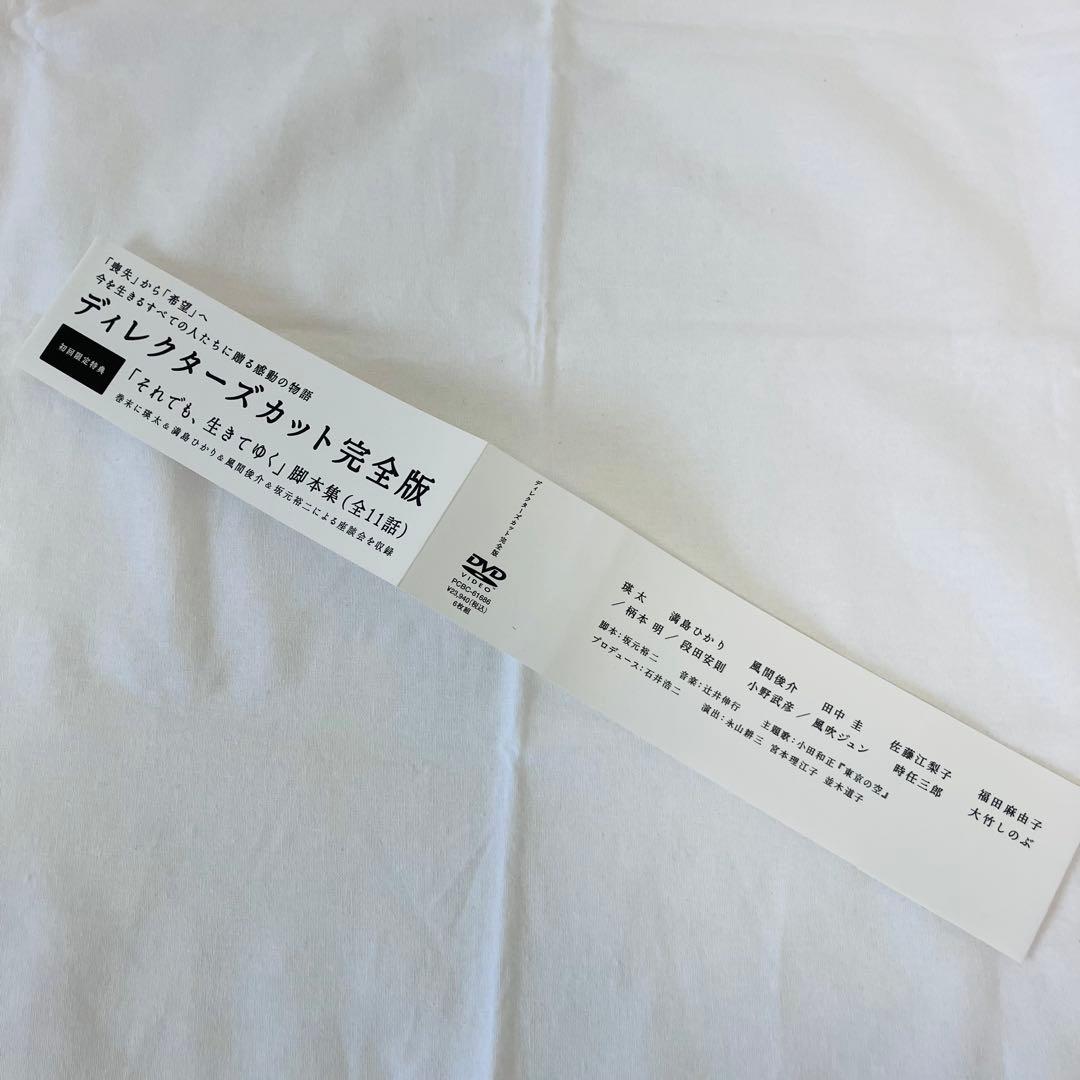 「喪失」から「希望」へ
今を生きるすべての人たちに贈る感動の物語
ディレクターズカット完全版
初回限定特典
「それでも、生きてゆく」脚本集(全11話)
巻末に瑛太&満島ひかり&風間俊介&坂元裕二による座談会を収録
ディレクターズカット完全版
DVD
VIDEO
PCBC-61686
¥23,940(税込)
6枚組
瑛太 満島ひかり 風間俊介 田中 圭 佐藤江梨子 福田麻由子
/柄本 明/段田安則 小野武彦/風吹ジュン 時任三郎 大竹しのぶ
脚本:坂元裕二 音楽:辻井伸行 主題歌:小田和正『東京の空』
プロデュース:石井浩二 演出:永山耕三 宮本理江子 並木道子